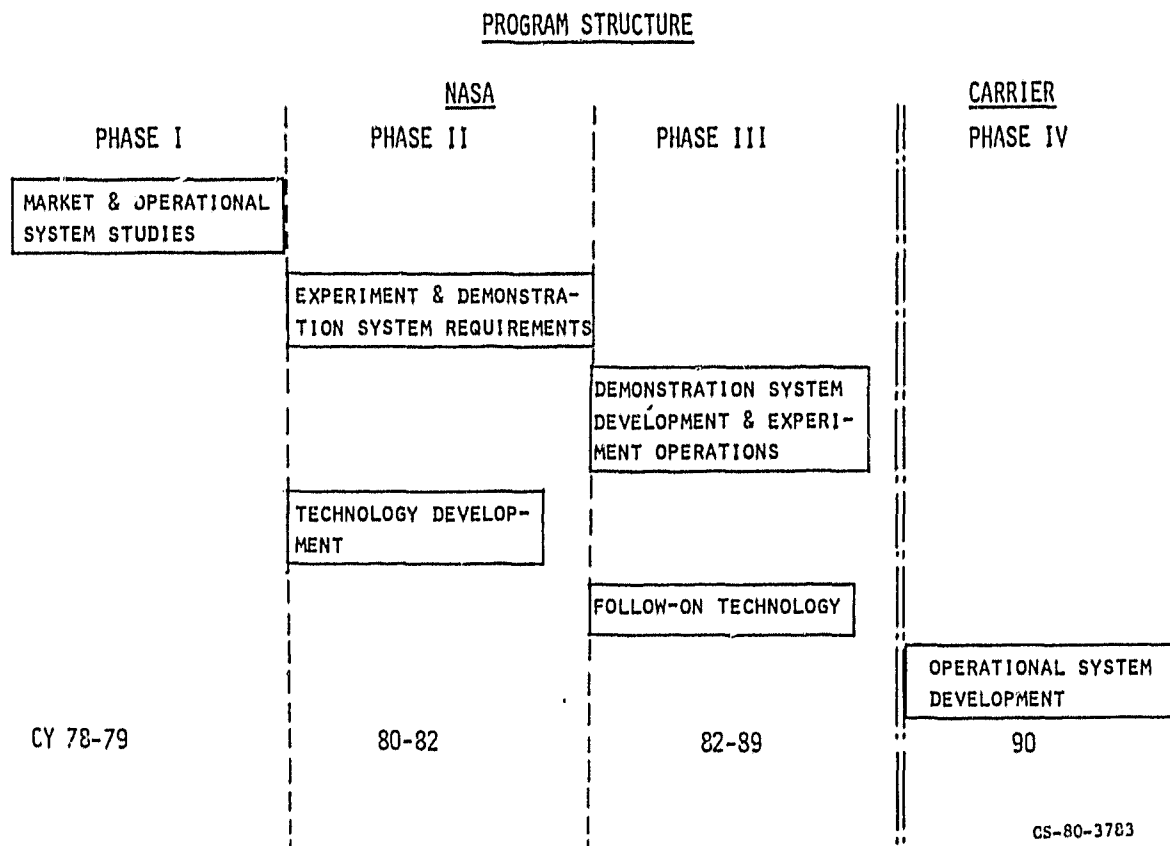 PROGRAM STRUCTURE
NASA
CARRIER
PHASE I
PHASE II
PHASE III
PHASE IV
MARKET & OPERATIONAL
SYSTEM STUDIES
EXPERIMENT & DEMONSTRA-
TION SYSTEM REQUIREMENTS
DEMONSTRATION SYSTEM
DEVELOPMENT & EXPERI-
MENT OPERATIONS
TECHNOLOGY DEVELOP-
MENT
FOLLOW-ON TECHNOLOGY
OPERATIONAL SYSTEM
DEVELOPMENT
CY 78-79
80-82
82-89
90
CS-80-3783